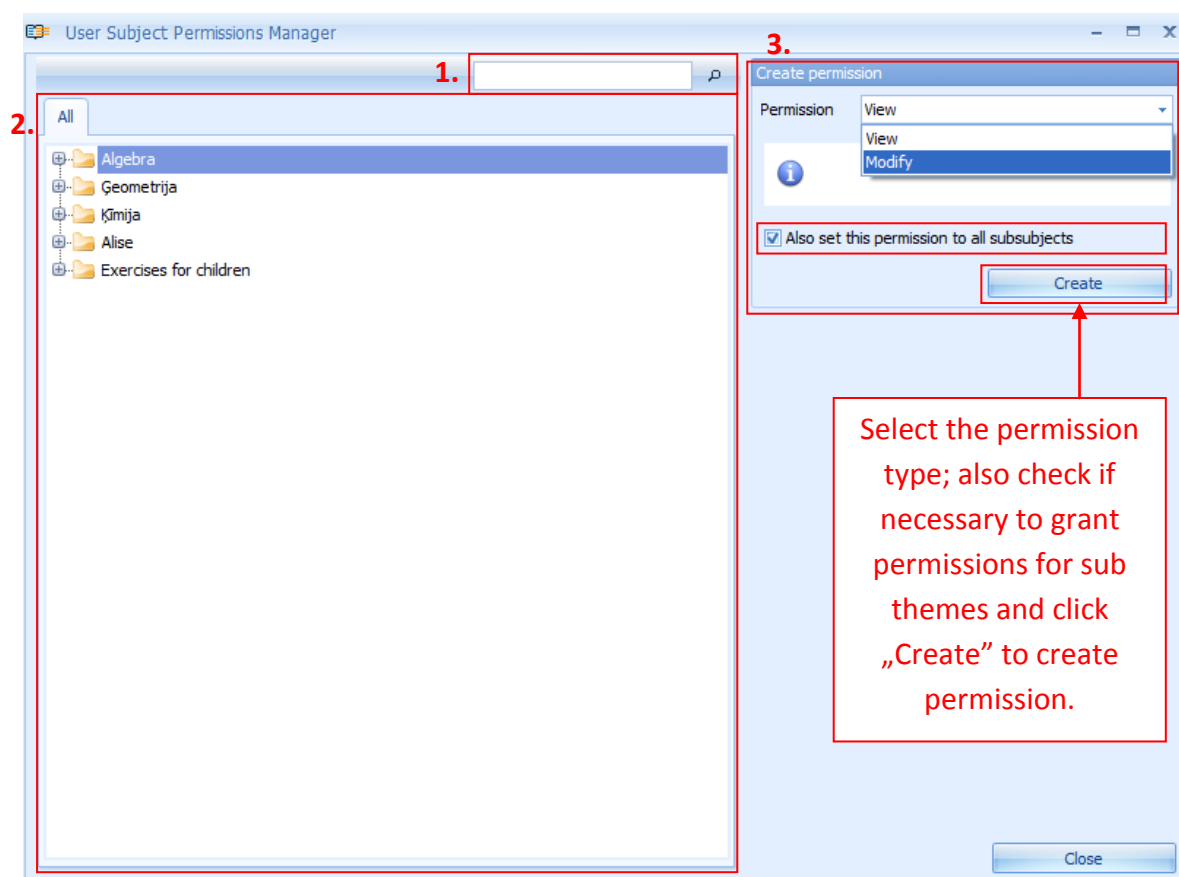 User Subject Permissions Manager
1.
3.
Create permission
2.
All
Permission View
View
Modify
Algebra
Ģeometrija
Ķīmija
Alise
Exercises for children
Also set this permission to all subsubjects
Create
Select the permission
type; also check if
necessary to grant
permissions for sub
themes and click
„Create” to create
permission.
Close